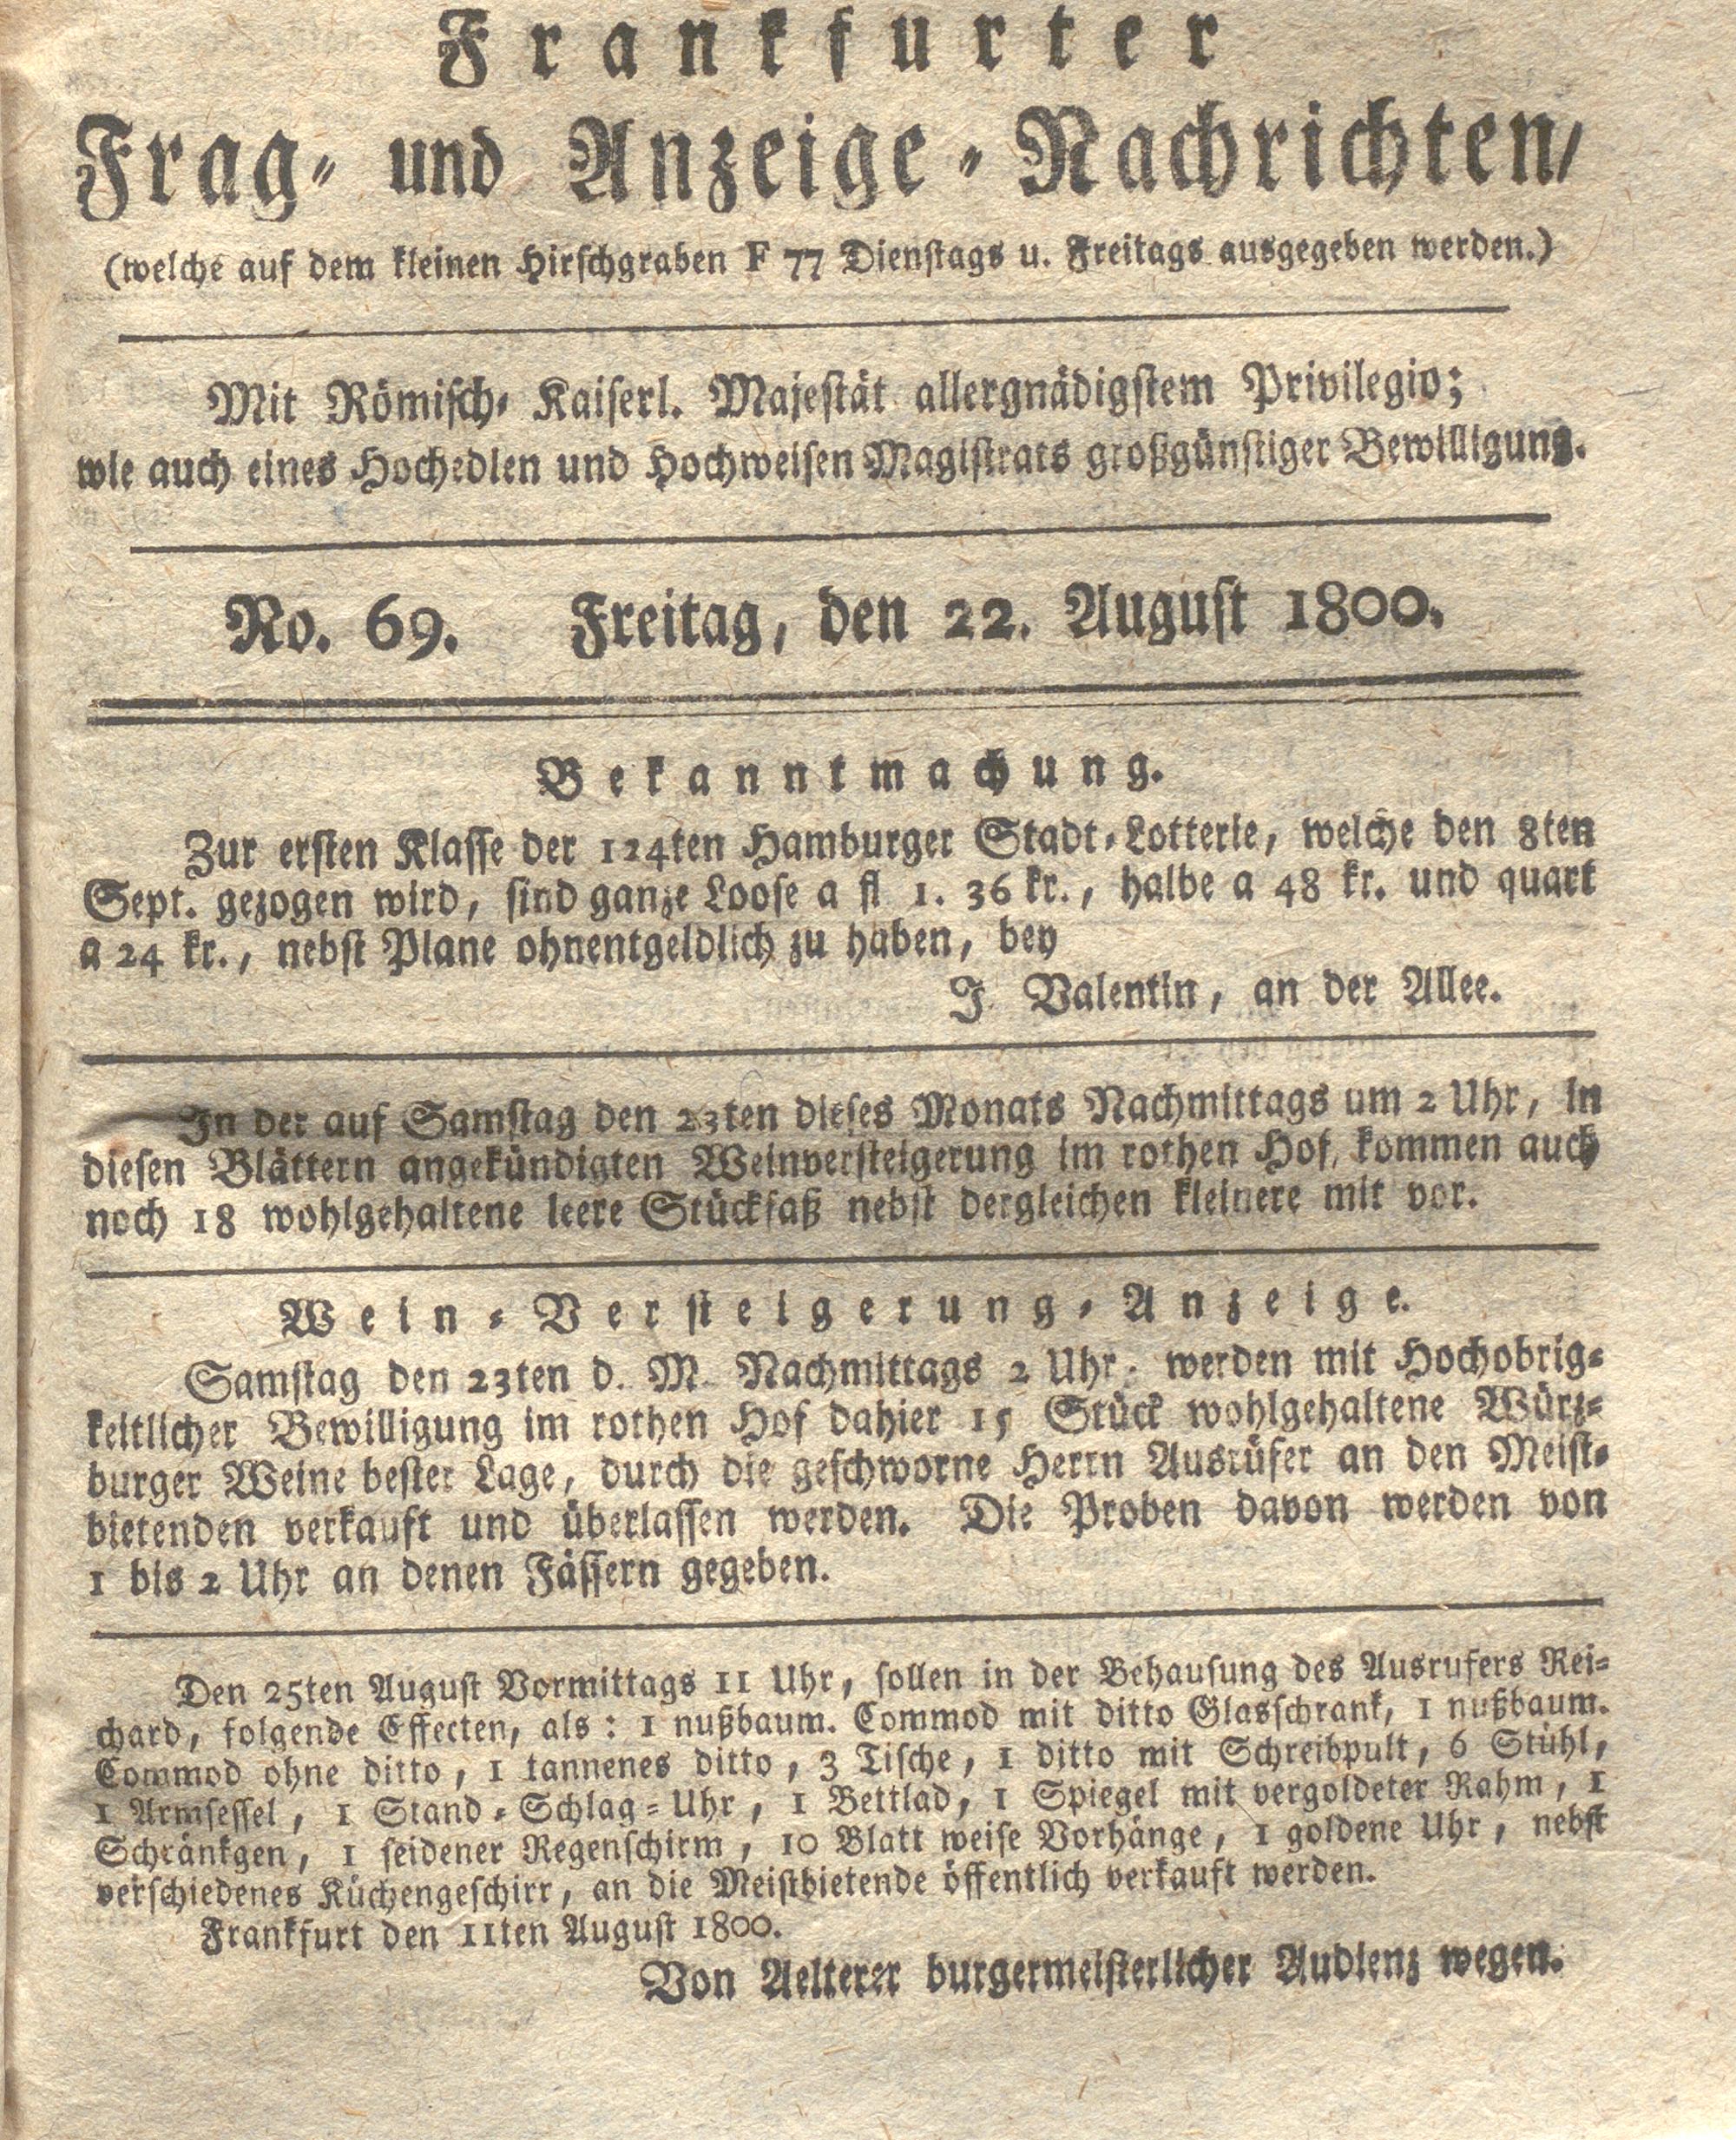 Frankfurter
Frag- und Anzeige-Nachrichten,
(welche auf dem kleinen Hirschgraben F 77 Dienstags u. Freitags ausgegeben werden.)
Mit Römisch-Kaiserl. Majestät allergnädigstem Privilegio;
wie auch eines Hochedlen und Hochweisen Magistrats großgünstiger Bewilligung.
No. 69. Freitag, den 22. August 1800.
Bekanntmachung.
Zur ersten Klasse der 124ten Hamburger Stadt-Lotterie, welche den 8ten
Sept. gezogen wird, sind ganze Loose a fl 1. 36 kr., halbe a 48 kr. und quart
a 24 kr., nebst Plane ohnentgeldlich zu haben, bey
J. Valentin, an der Allee.
In der auf Samstag den 23ten dieses Monats Nachmittags um 2 Uhr, in
diesen Blättern angekündigten Weinversteigerung im rothen Hof, kommen auch
noch 18 wohlgehaltene leere Stückfaß nebst dergleichen kleinere mit vor.
Wein-Versteigerung-Anzeige.
Samstag den 23ten d. M. Nachmittags 2 Uhr, werden mit Hochobrig-
keitlicher Bewilligung im rothen Hof dahier 15 Stück wohlgehaltene Würz-
burger Weine bester Lage, durch die geschworne Herrn Ausrüfer an den Meist-
bietenden verkauft und überlassen werden. Die Proben davon werden von
1 bis 2 Uhr an denen Fässern gegeben.
Den 25ten August Vormittags 11 Uhr, sollen in der Behausung des Ausrufers Rei-
chard, folgende Effecten, als: 1 nußbaum. Commod mit ditto Glasschrank, 1 nußbaum.
Commod ohne ditto, 1 tannenes ditto, 3 Tische, 1 ditto mit Schreibpult, 6 Stühl,
1 Armsessel, 1 Stand-Schlag-Uhr, 1 Bettlad, 1 Spiegel mit vergoldeter Rahm, 1
Schränkgen, 1 seidener Regenschirm, 10 Blatt weise Vorhänge, 1 goldene Uhr, nebst
verschiedenes Küchengeschirr, an die Meistbietende öffentlich verkauft werden.
Frankfurt den 11ten August 1800.
Von Aelterer burgermeisterlicher Audienz wegen.